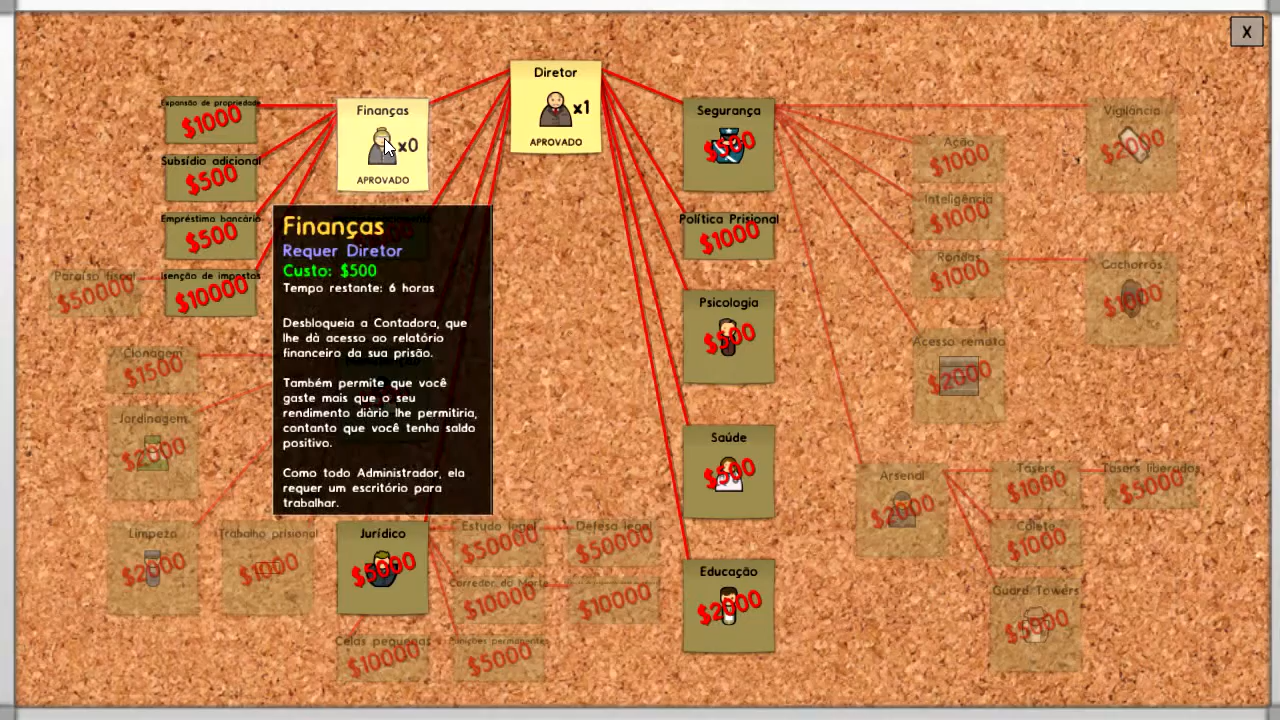 X
Diretor
x1
APROVADO
Finanças
x0
APROVADO
Expansão de propriedade
$1000
Subsídio adicional
$500
Empréstimo bancário
$500
Isenção de impostos
$10000
Paraíso fiscal
$50000
Finanças
Requer Diretor
Custo: $500
Tempo restante: 6 horas
Desbloqueia a Contadora, que
lhe dà acesso ao relatório
financeiro da sua prisão.
Também permite que você
gaste mais que o seu
rendimento diàrio lhe permitiria,
contanto que você tenha saldo
positivo.
Como todo Administrador, ela
requer um escritório para
trabalhar.
Clonagem
$1500
Jardinagem
$2000
Limpeza
$2000
Trabalho prisional
$1000
Jurídico
$5000
Estudo legal
$50000
Defesa legal
$50000
Corredor da Morte
$10000
$10000
Celas pequenas
$10000
Punições permanentes
$5000
Segurança
$500
Política Prisional
$1000
Psicologia
$500
Saúde
$500
Educação
$2000
Vigilância
$2000
Ação
$1000
Inteligência
$1000
Rondas
$1000
Cachorros
$1000
Acesso remoto
$2000
Arsenal
$2000
Tasers
$1000
Tasers liberados
$5000
Colete
$1000
Guard Towers
$5000